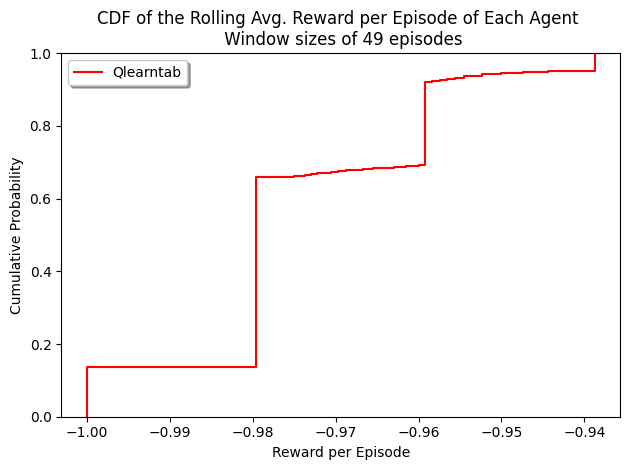 CDF of the Rolling Avg. Reward per Episode of Each Agent
Window sizes of 49 episodes
Qlearntab
Cumulative Probability
1.0
0.8
0.6
0.4
0.2
0.0
−1.00 −0.99 −0.98 −0.97 −0.96 −0.95 −0.94
Reward per Episode